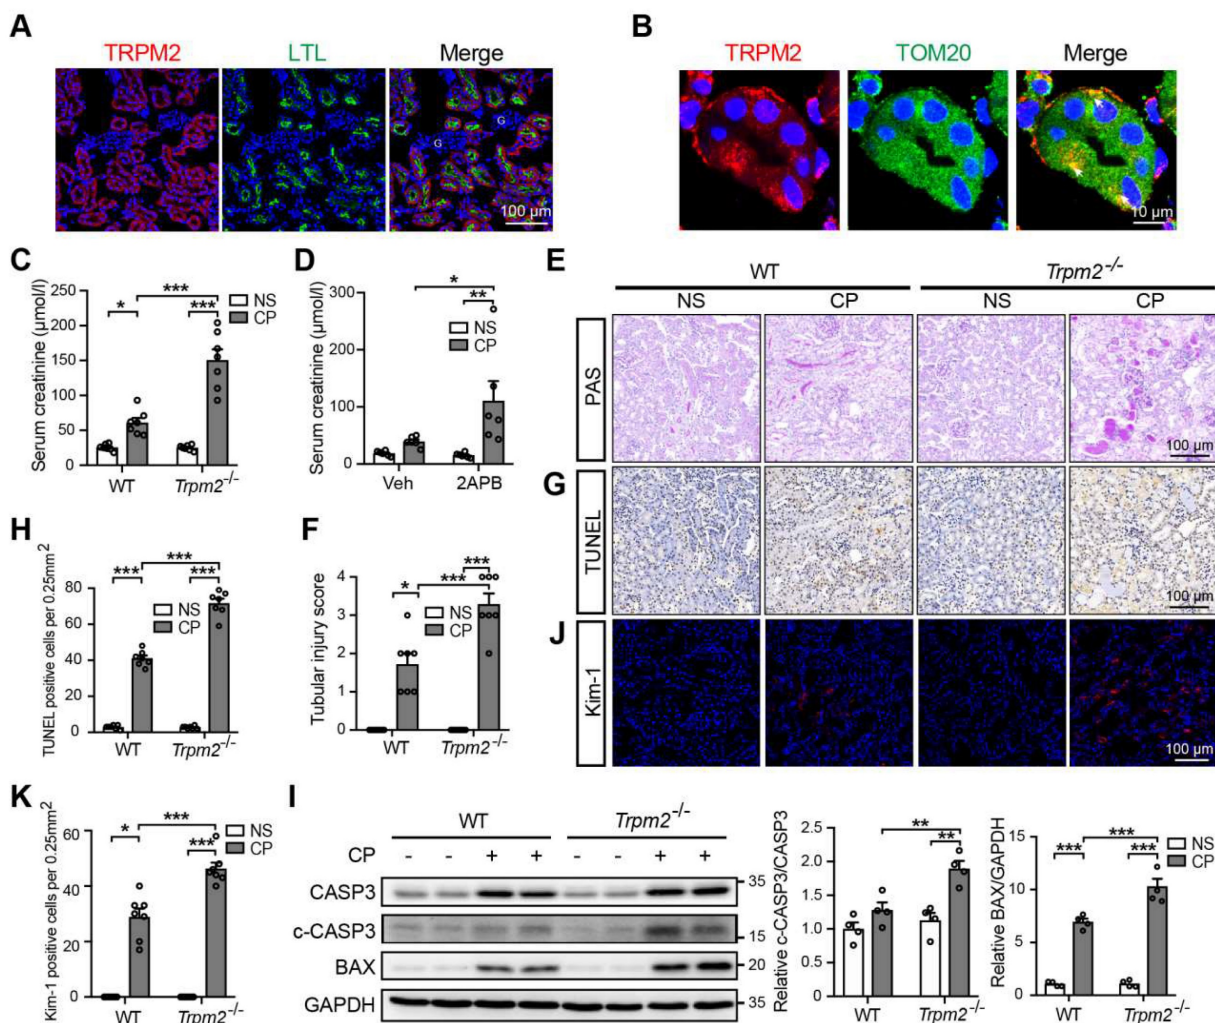 A
TRPM2 LTL Merge
G
G
G
G
100 µm
B
TRPM2 TOM20 Merge
10 µm
C
Serum creatinine (µmol/l)
250
200
150
100
50
0
* *** ***
NS
CP
WT Trpm2-/-
D
Serum creatinine (µmol/l)
300
200
100
0
* **
NS
CP
Veh 2APB
E
WT Trpm2-/-
NS CP NS CP
PAS
100 µm
G
TUNEL
100 µm
J
Kim-1
100 µm
H
TUNEL positive cells per 0.25mm2
80
60
40
20
0
*** *** ***
NS
CP
WT Trpm2-/-
F
Tubular injury score
4
3
2
1
0
* *** ***
NS
CP
WT Trpm2-/-
K
Kim-1 positive cells per 0.25mm2
60
40
20
0
* *** ***
NS
CP
WT Trpm2-/-
I
WT Trpm2-/-
CP - - + + - - + +
CASP3 35
c-CASP3 15
BAX 20
GAPDH 35
Relative c-CASP3/CASP3
2.5
2.0
1.5
1.0
0.5
0.0
** **
WT Trpm2-/-
Relative BAX/GAPDH
15
10
5
0
*** *** ***
NS
CP
WT Trpm2-/-